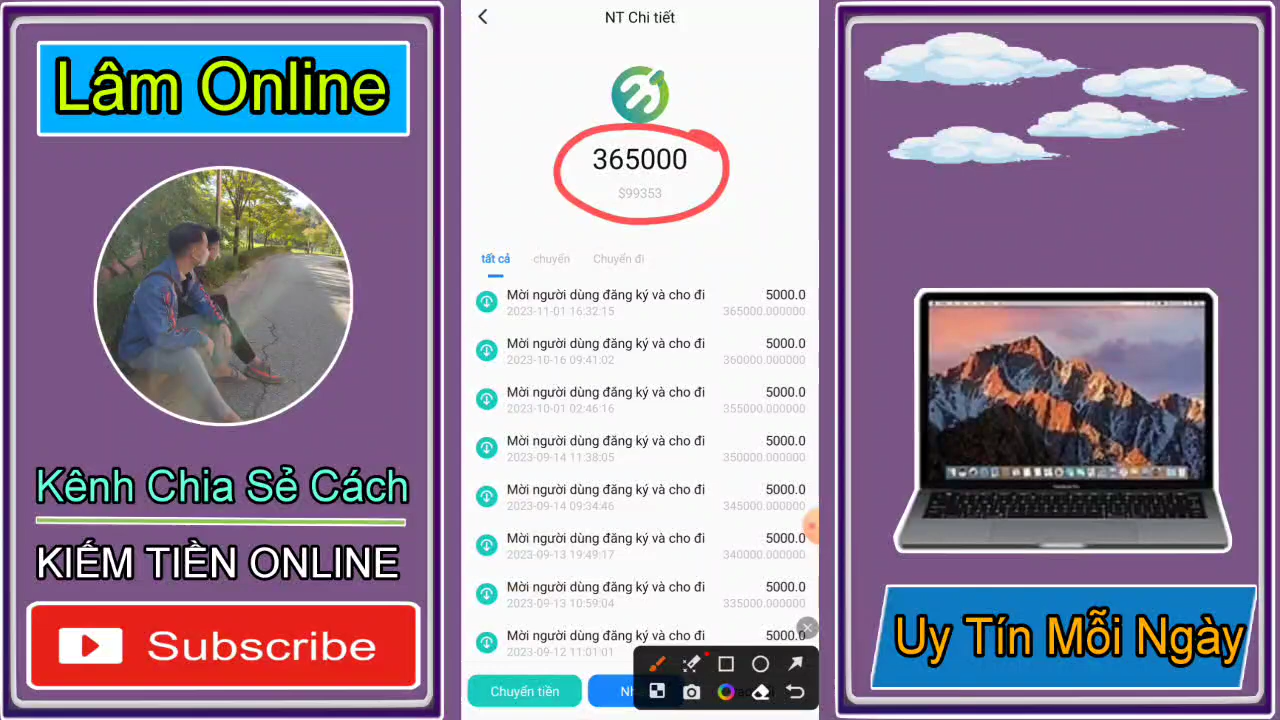 Lâm Online
Kênh Chia Sẻ Cách
KIẾM TIỀN ONLINE
Subscribe
NT Chi tiết
365000
$99353
tất cả chuyển Chuyển đi
Mời người dùng đăng ký và cho đi 5000.0
2023-11-01 16:32:15 365000.000000
Mời người dùng đăng ký và cho đi 5000.0
2023-10-16 09:41:02 360000.000000
Mời người dùng đăng ký và cho đi 5000.0
2023-10-01 02:46:16 355000.000000
Mời người dùng đăng ký và cho đi 5000.0
2023-09-14 11:38:05 350000.000000
Mời người dùng đăng ký và cho đi 5000.0
2023-09-14 09:34:46 345000.000000
Mời người dùng đăng ký và cho đi 5000.0
2023-09-13 19:49:17 340000.000000
Mời người dùng đăng ký và cho đi 5000.0
2023-09-13 10:59:04 335000.000000
Mời người dùng đăng ký và cho đi 5000.0
2023-09-12 11:01:01
Chuyển tiền
Uy Tín Mỗi Ngày